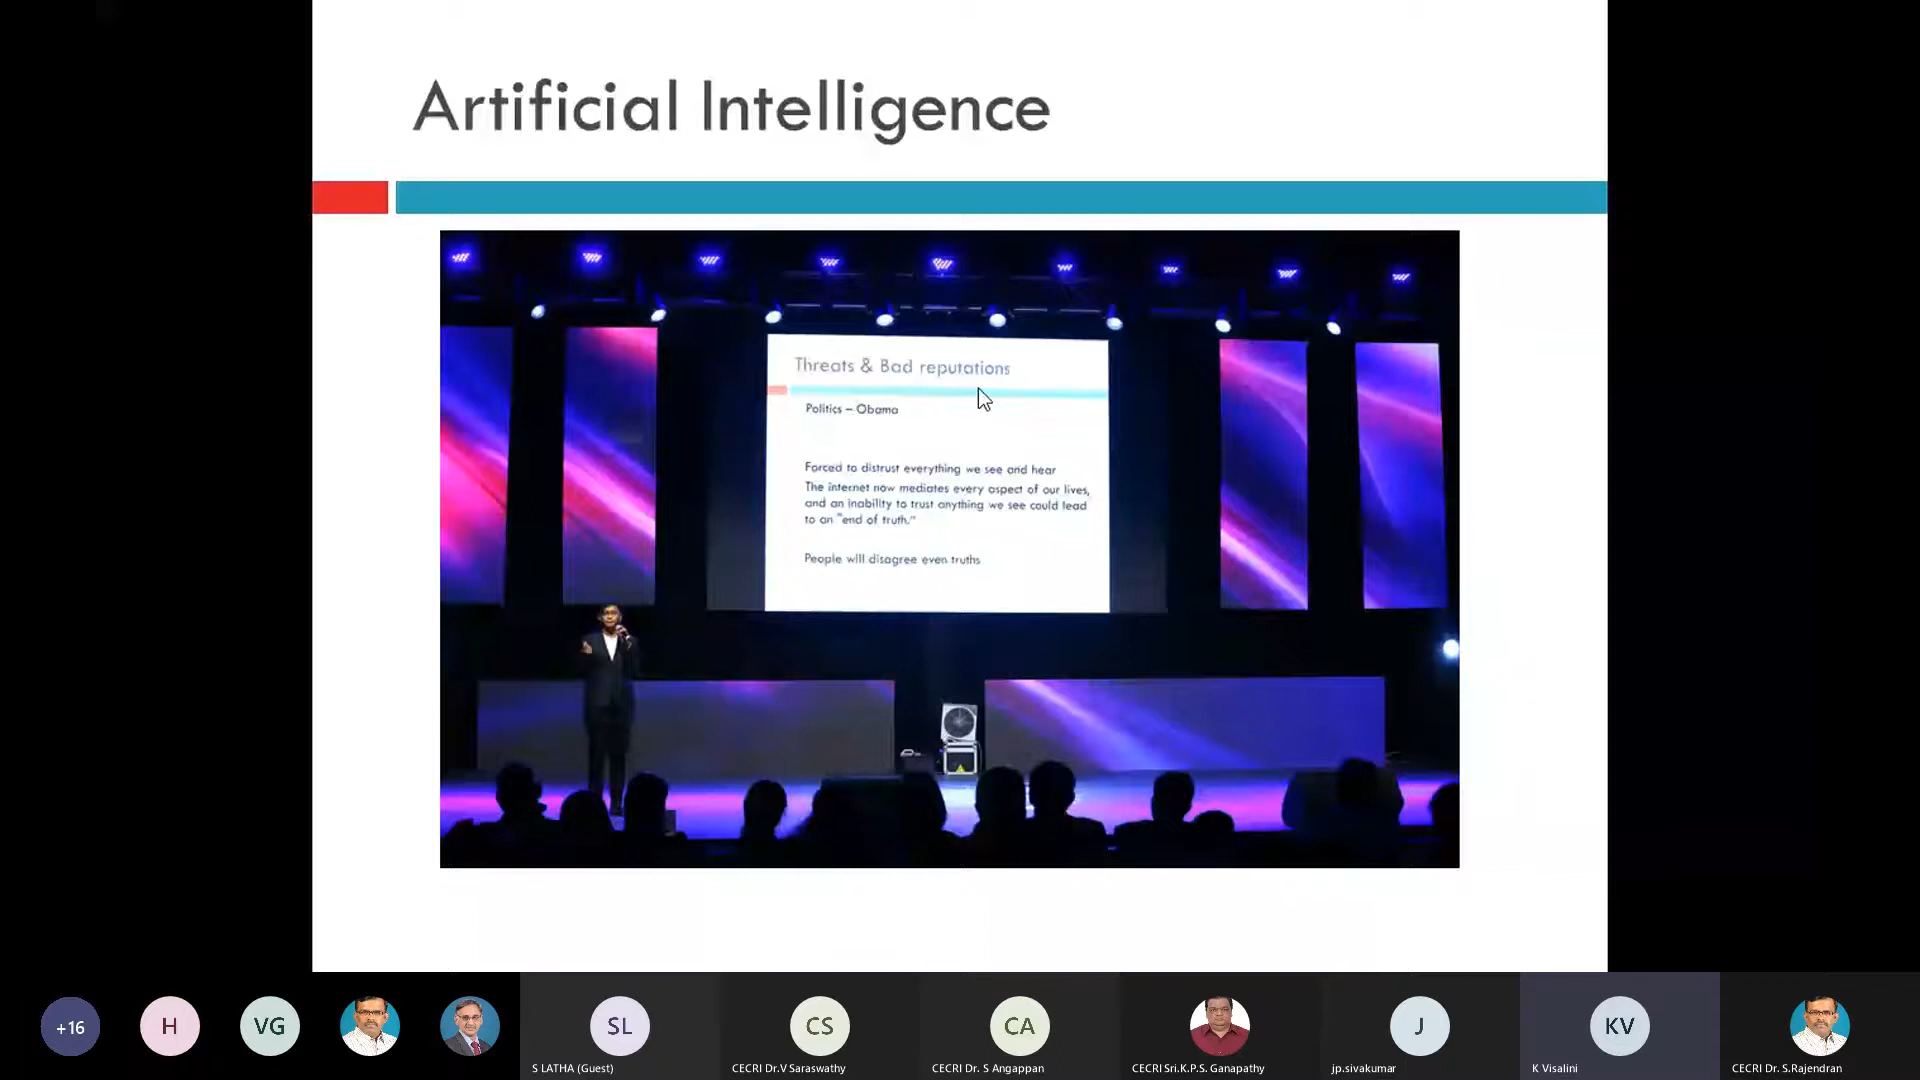 Artificial Intelligence
Threats & Bad reputations
Politics – Obama
Forced to distrust everything we see and hear
The internet now mediates every aspect of our lives,
and an inability to trust anything we see could lead
to an "end of truth."
People will disagree even truths
+16
H
VG
SL
CS
CA
J
KV
S LATHA (Guest)
CECRI Dr.V Saraswathy
CECRI Dr. S Angappan
CECRI Sri.K.P.S. Ganapathy
jp.sivakumar
K Visalini
CECRI Dr. S.Rajendran